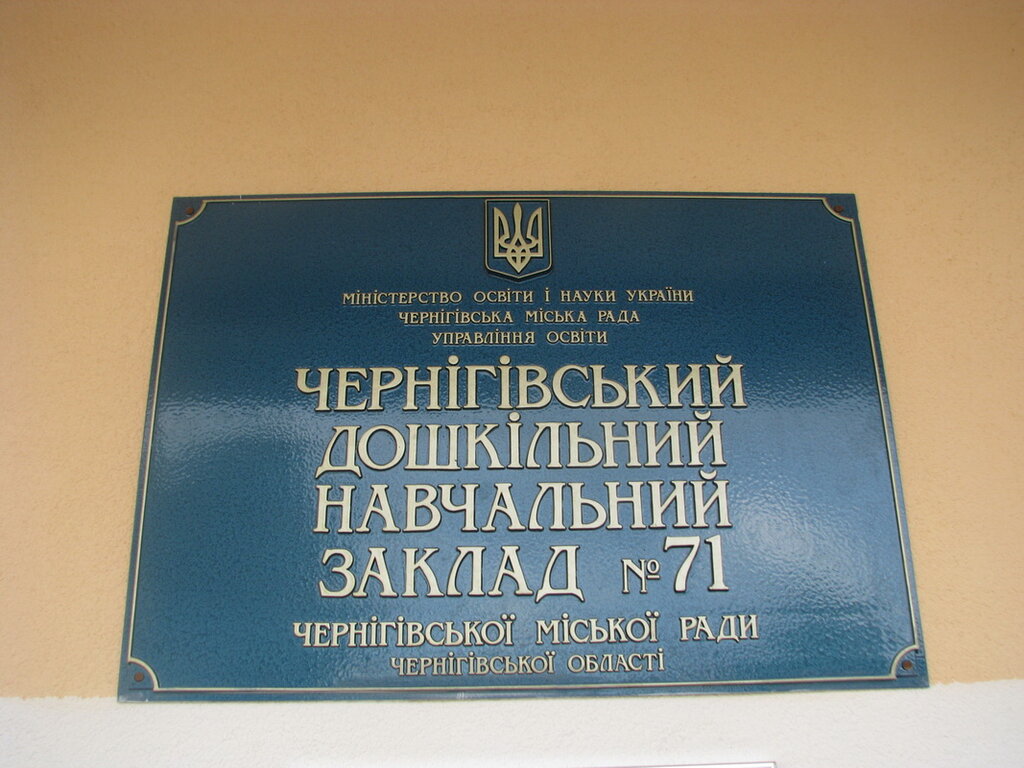 МІНІСТЕРСТВО ОСВІТИ І НАУКИ УКРАЇНИ
ЧЕРНІГІВСЬКА МІСЬКА РАДА
УПРАВЛІННЯ ОСВІТИ
ЧЕРНІГІВСЬКИЙ
ДОШКІЛЬНИЙ
НАВЧАЛЬНИЙ
ЗАКЛАД №71
ЧЕРНІГІВСЬКОЇ МІСЬКОЇ РАДИ
ЧЕРНІГІВСЬКОЇ ОБЛАСТІ